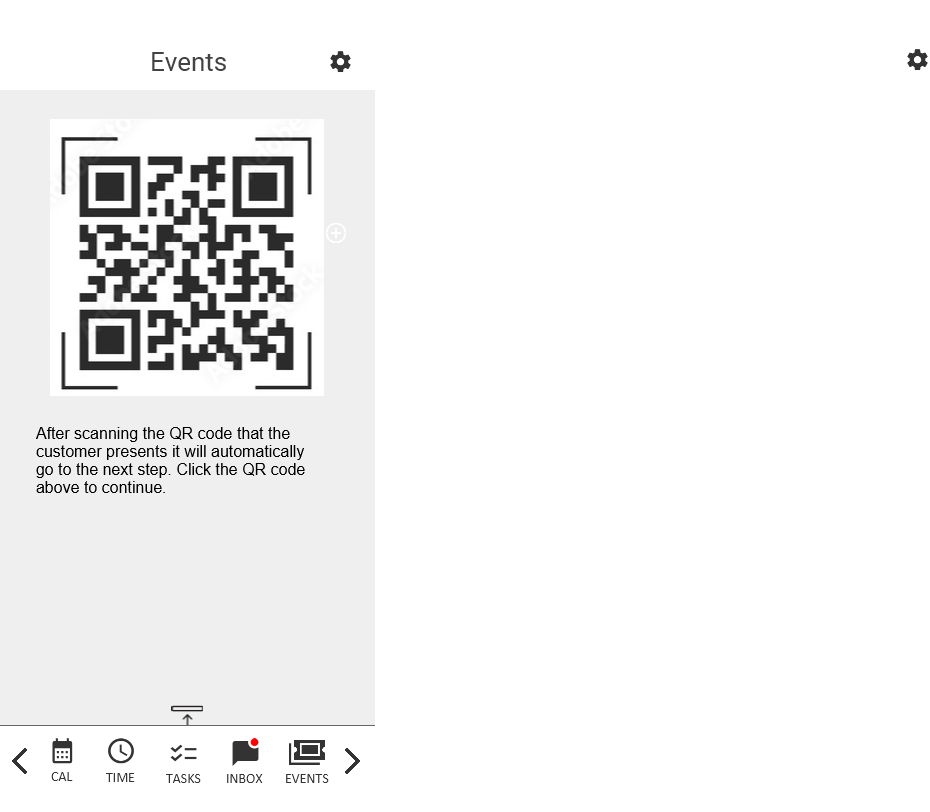 Events
After scanning the QR code that the
customer presents it will automatically
go to the next step. Click the QR code
above to continue.
CAL
TIME
TASKS
INBOX
EVENTS